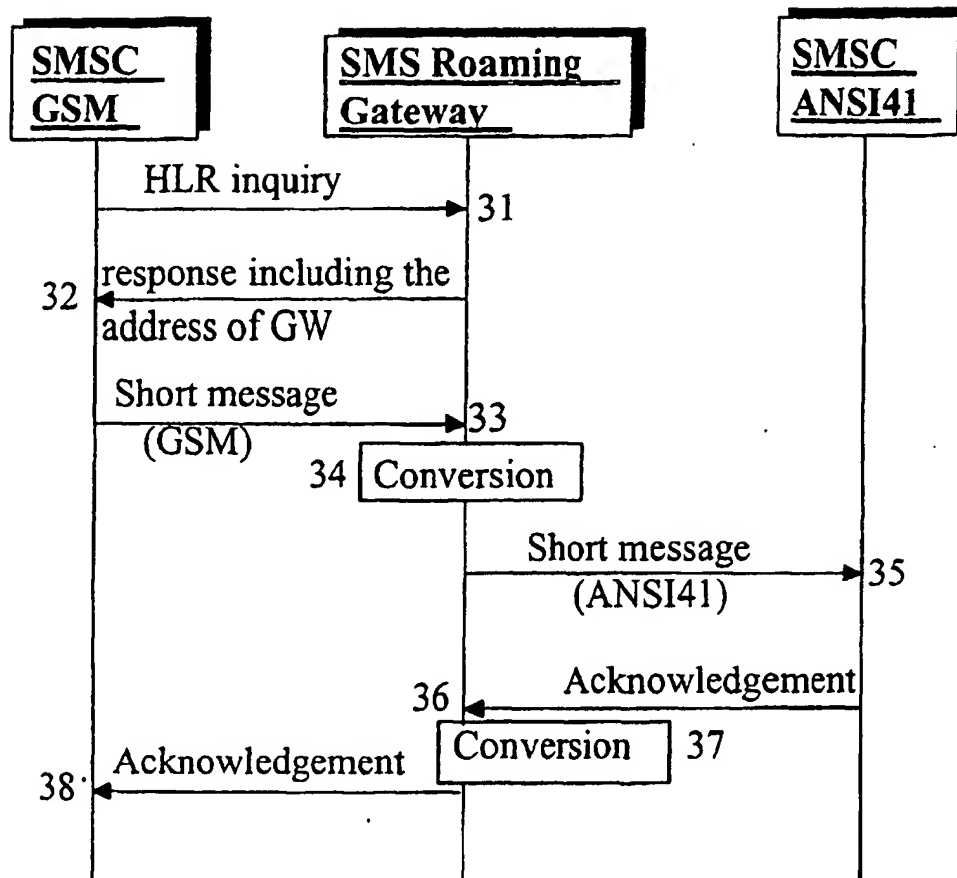 SMSC
GSM
SMS Roaming
Gateway
SMSC
ANSI41
HLR inquiry
31
response including the
32
address of GW
Short message
33
(GSM)
34
Conversion
Short message
35
(ANSI41)
Acknowledgement
36
Conversion
37
Acknowledgement
38